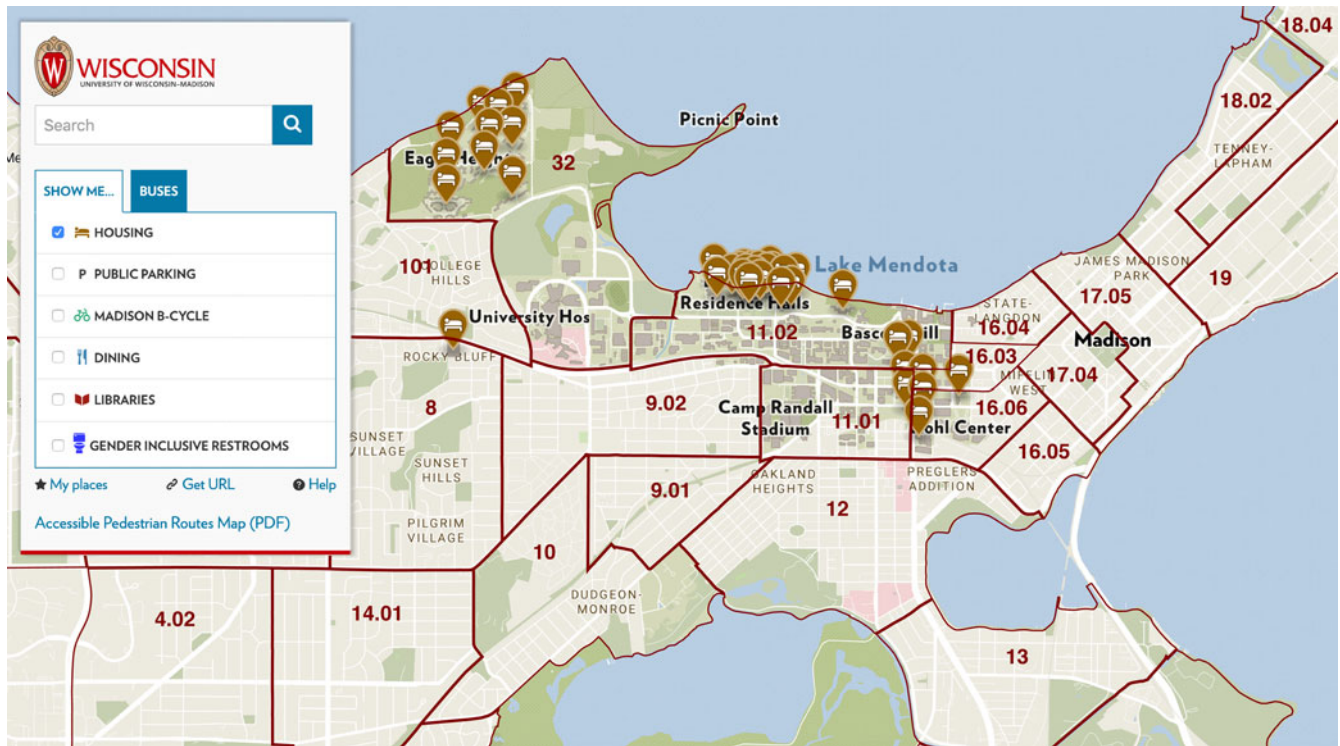 WISCONSIN
UNIVERSITY OF WISCONSIN–MADISON
Search
SHOW ME...
BUSES
HOUSING
P PUBLIC PARKING
MADISON B-CYCLE
DINING
LIBRARIES
GENDER INCLUSIVE RESTROOMS
My places
Get URL
Help
Accessible Pedestrian Routes Map (PDF)
18.04
18.02
TENNEY-
LAPHAM
Picnic Point
32
101
COLLEGE
HILLS
University Hos
ROCKY BLUFF
Lake Mendota
Residence Halls
11.02
JAMES MADISON
PARK
17.05
19
STATE-
LANGDON
16.04
Madison
16.03
WEST
17.04
16.06
16.05
8
9.02
Camp Randall
Stadium
11.01
SUNSET
VILLAGE
SUNSET
HILLS
9.01
OAKLAND
HEIGHTS
PREGLERS
ADDITION
12
PILGRIM
VILLAGE
10
DUDGEON-
MONROE
4.02
14.01
13